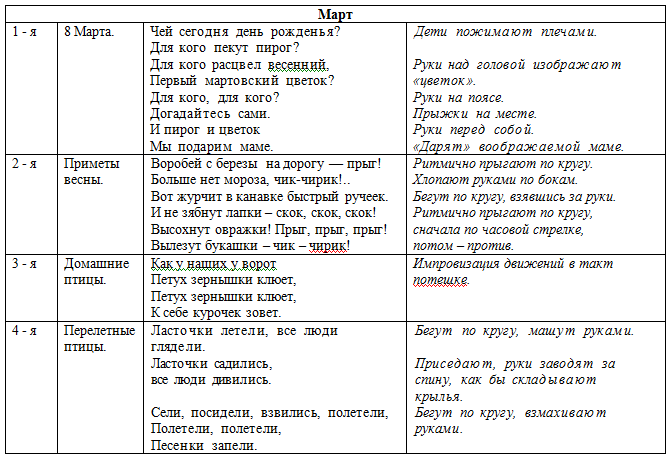 Март
1 - я
8 Марта.
Чей сегодня день рожденья?
Для кого пекут пирог?
Для кого расцвел весенний,
Первый мартовский цветок?
Для кого, для кого?
Догадайтесь сами.
И пирог и цветок
Мы подарим маме.
Дети пожимают плечами.
Руки над головой изображают
«цветок».
Руки на поясе.
Прыжки на месте.
Руки перед собой.
«Дарят» воображаемой маме.
2 - я
Приметы
весны.
Воробей с березы на дорогу — прыг!
Больше нет мороза, чик-чирик!..
Вот журчит в канавке быстрый ручеек.
И не зябнут лапки – скок, скок, скок!
Высохнут овражки! Прыг, прыг, прыг!
Вылезут букашки – чик – чирик!
Ритмично прыгают по кругу.
Хлопают руками по бокам.
Бегут по кругу, взявшись за руки.
Ритмично прыгают по кругу,
сначала по часовой стрелке,
потом – против.
3 - я
Домашние
птицы.
Как у наших у ворот
Петух зернышки клюет,
Петух зернышки клюет,
К себе курочек зовет.
Импровизация движений в такт
потешке.
4 - я
Перелетные
птицы.
Ласточки летели, все люди
глядели.
Ласточки садились,
все люди дивились.
Сели, посидели, взвились, полетели,
Полетели, полетели,
Песенки запели.
Бегут по кругу, машут руками.
Приседают, руки заводят за
спину, как бы складывают
крылья.
Бегут по кругу, взмахивают
руками.